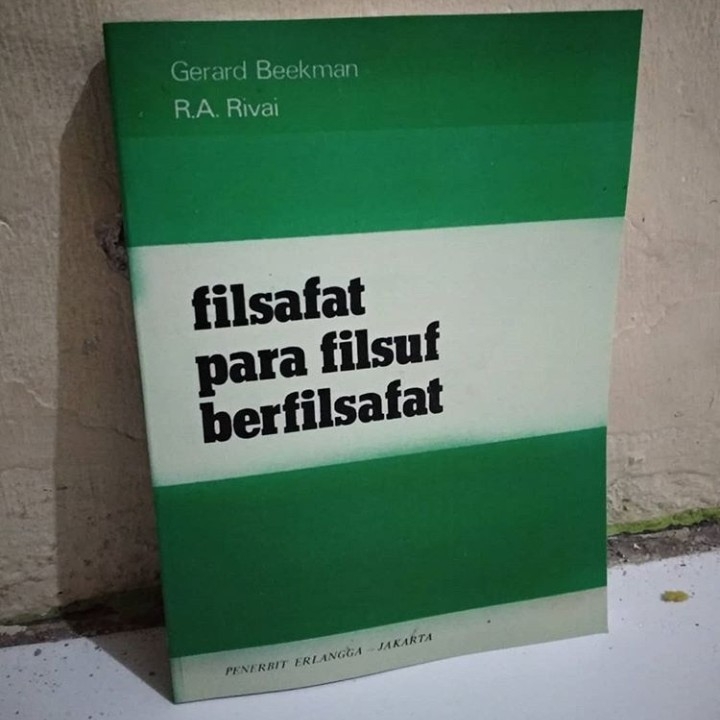 Gerard Beekman
R.A. Rivai
filsafat
para filsuf
berfilsafat
PENERBIT ERLANGGA – JAKARTA